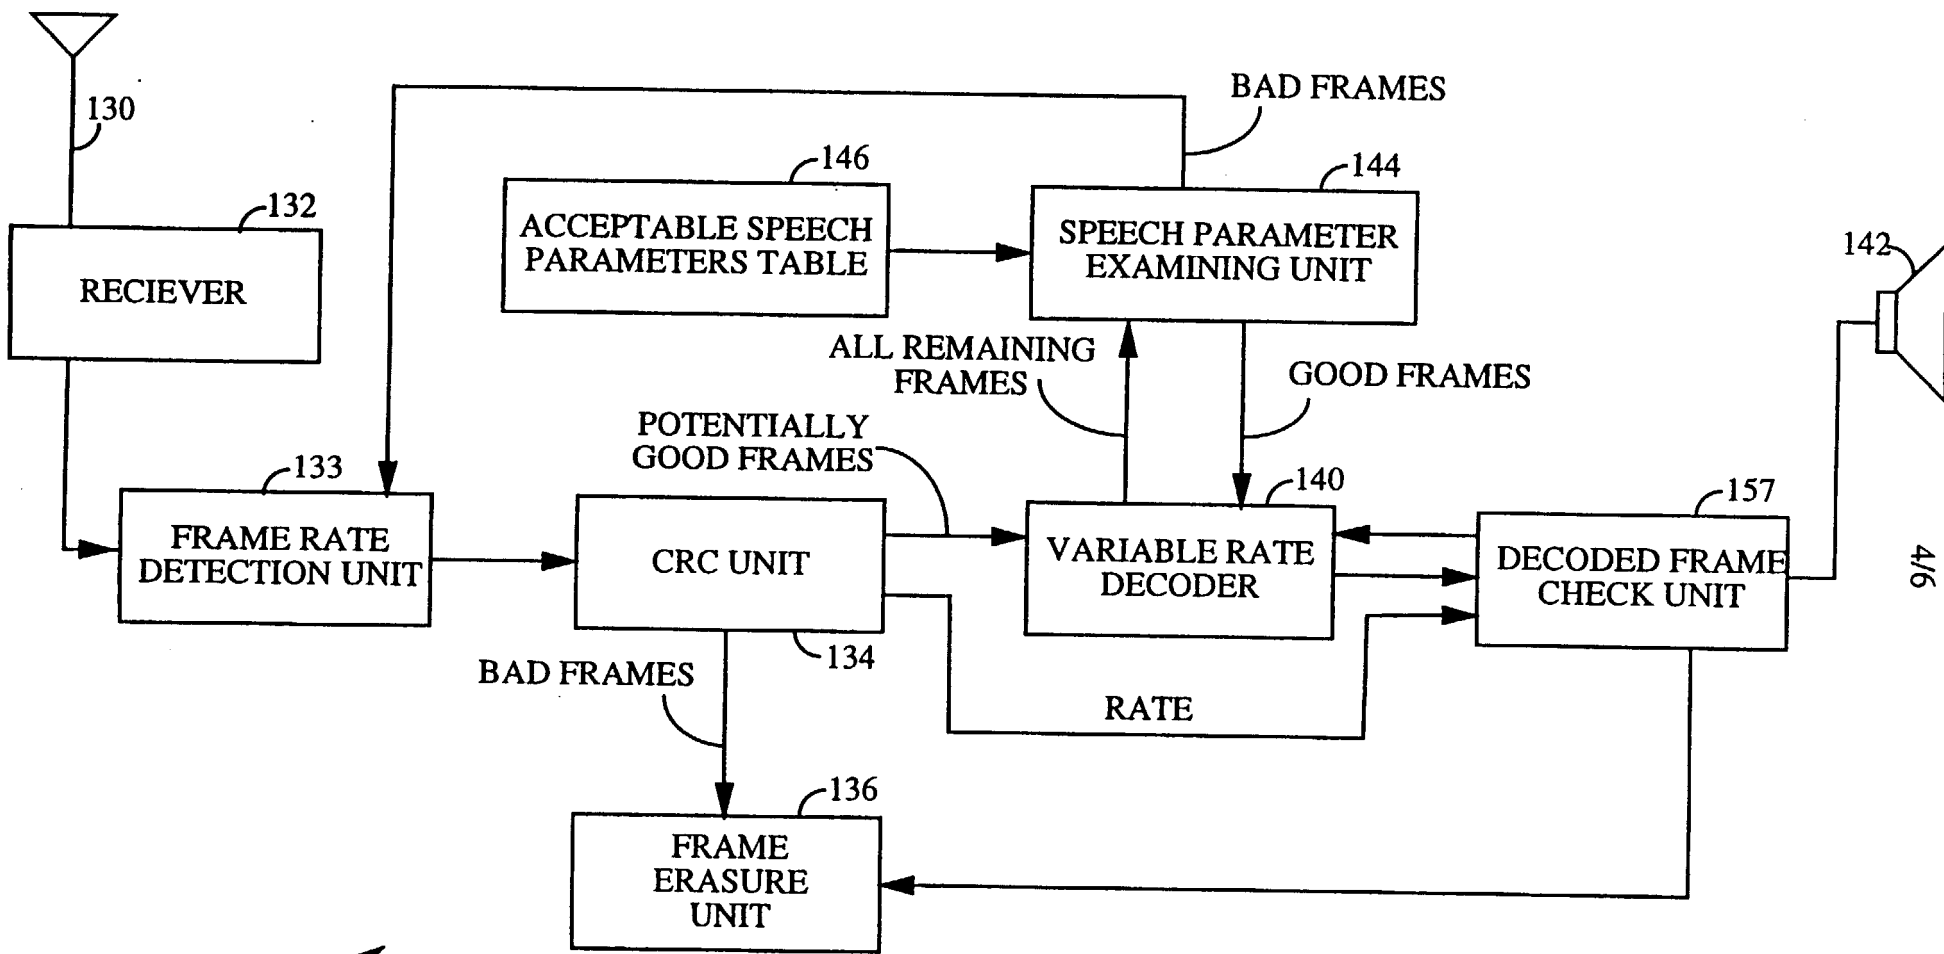 130
132
RECIEVER
BAD FRAMES
146
ACCEPTABLE SPEECH
PARAMETERS TABLE
144
SPEECH PARAMETER
EXAMINING UNIT
142
ALL REMAINING
FRAMES
GOOD FRAMES
POTENTIALLY
GOOD FRAMES
133
FRAME RATE
DETECTION UNIT
CRC UNIT
134
140
VARIABLE RATE
DECODER
157
DECODED FRAME
CHECK UNIT
4/6
BAD FRAMES
RATE
136
FRAME
ERASURE
UNIT